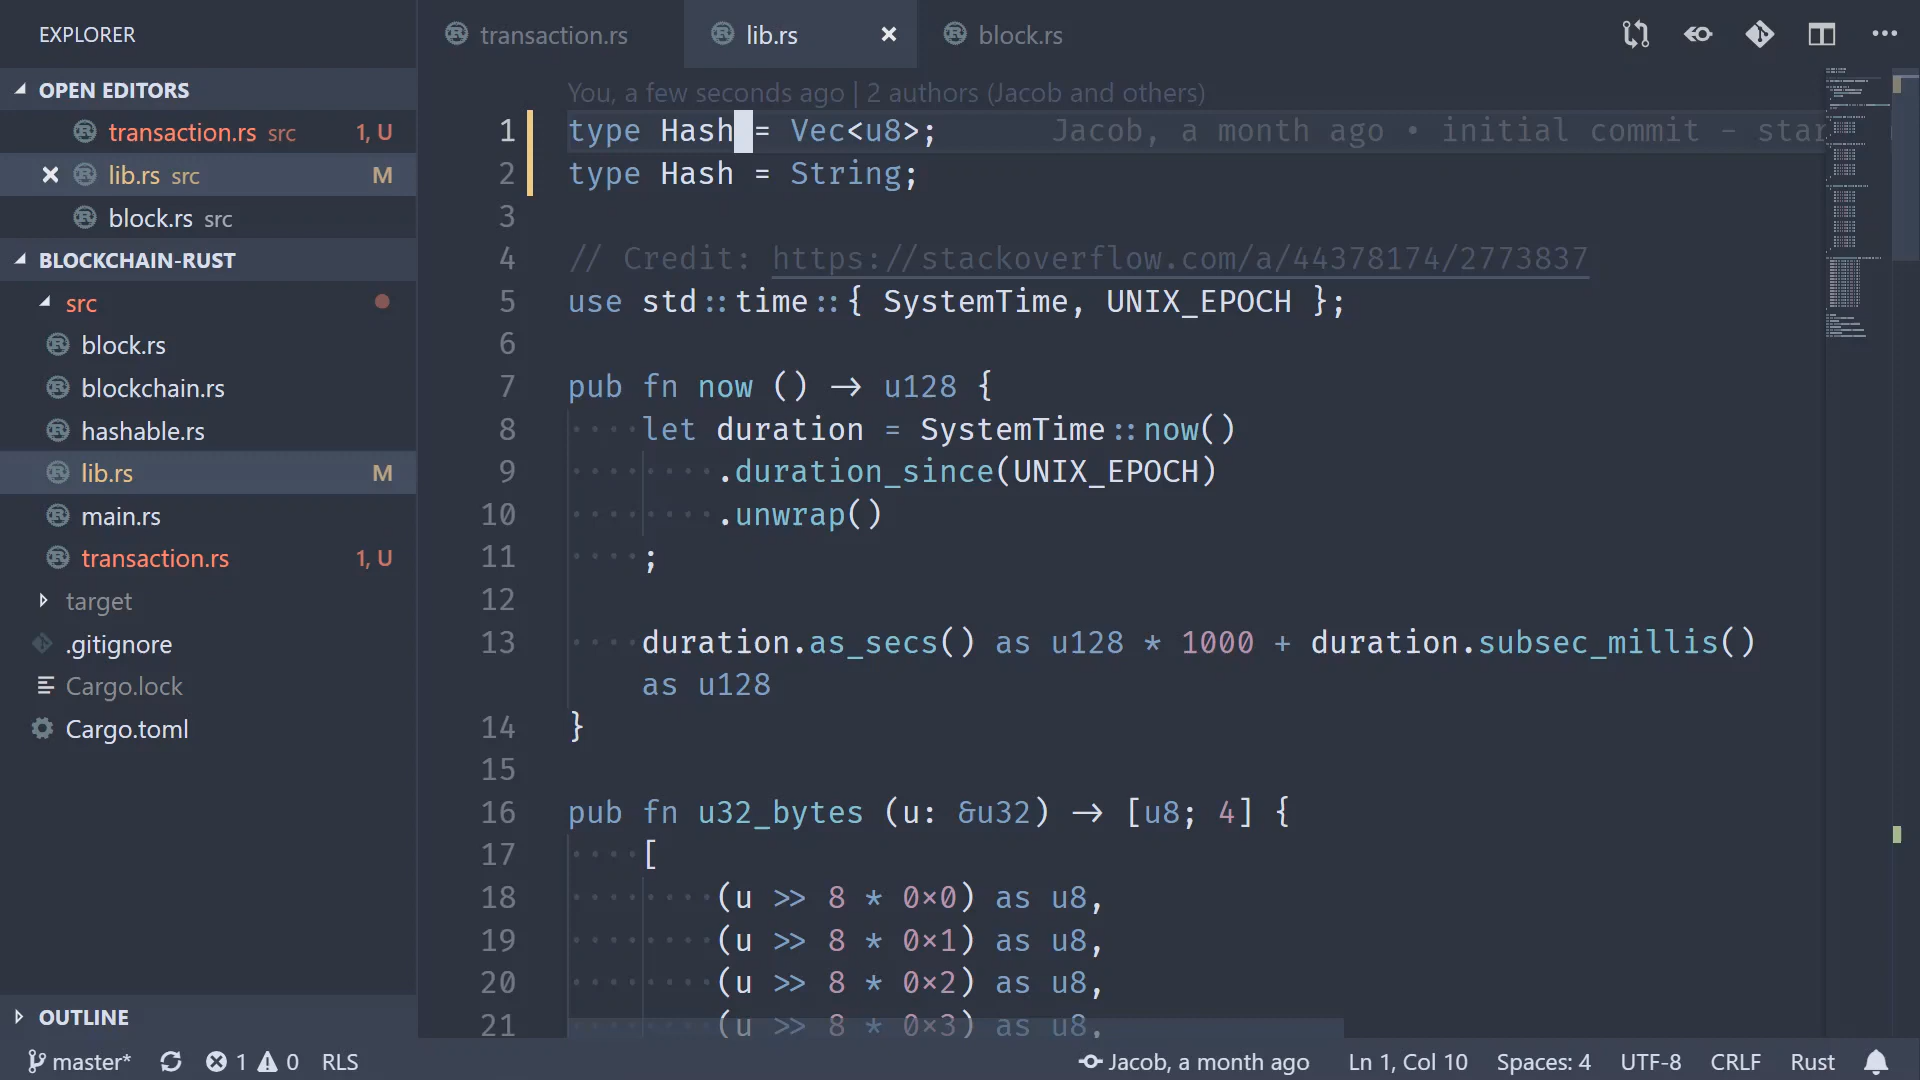 EXPLORER
OPEN EDITORS
transaction.rs src 1, U
lib.rs src M
block.rs src
BLOCKCHAIN-RUST
src
block.rs
blockchain.rs
hashable.rs
lib.rs M
main.rs
transaction.rs 1, U
target
.gitignore
Cargo.lock
Cargo.toml
OUTLINE
transaction.rs lib.rs block.rs
You, a few seconds ago | 2 authors (Jacob and others)
1 type Hash = Vec<u8>; Jacob, a month ago • initial commit – star
2 type Hash = String;
3
4 // Credit: https://stackoverflow.com/a/44378174/2773837
5 use std::time::{ SystemTime, UNIX_EPOCH };
6
7 pub fn now () -> u128 {
8 let duration = SystemTime::now()
9 .duration_since(UNIX_EPOCH)
10 .unwrap()
11 ;
12
13 duration.as_secs() as u128 * 1000 + duration.subsec_millis()
as u128
14 }
15
16 pub fn u32_bytes (u: &u32) -> [u8; 4] {
17 [
18 (u >> 8 * 0x0) as u8,
19 (u >> 8 * 0x1) as u8,
20 (u >> 8 * 0x2) as u8,
21 (u >> 8 * 0x3) as u8,
master* 1 0 RLS Jacob, a month ago Ln 1, Col 10 Spaces: 4 UTF-8 CRLF Rust